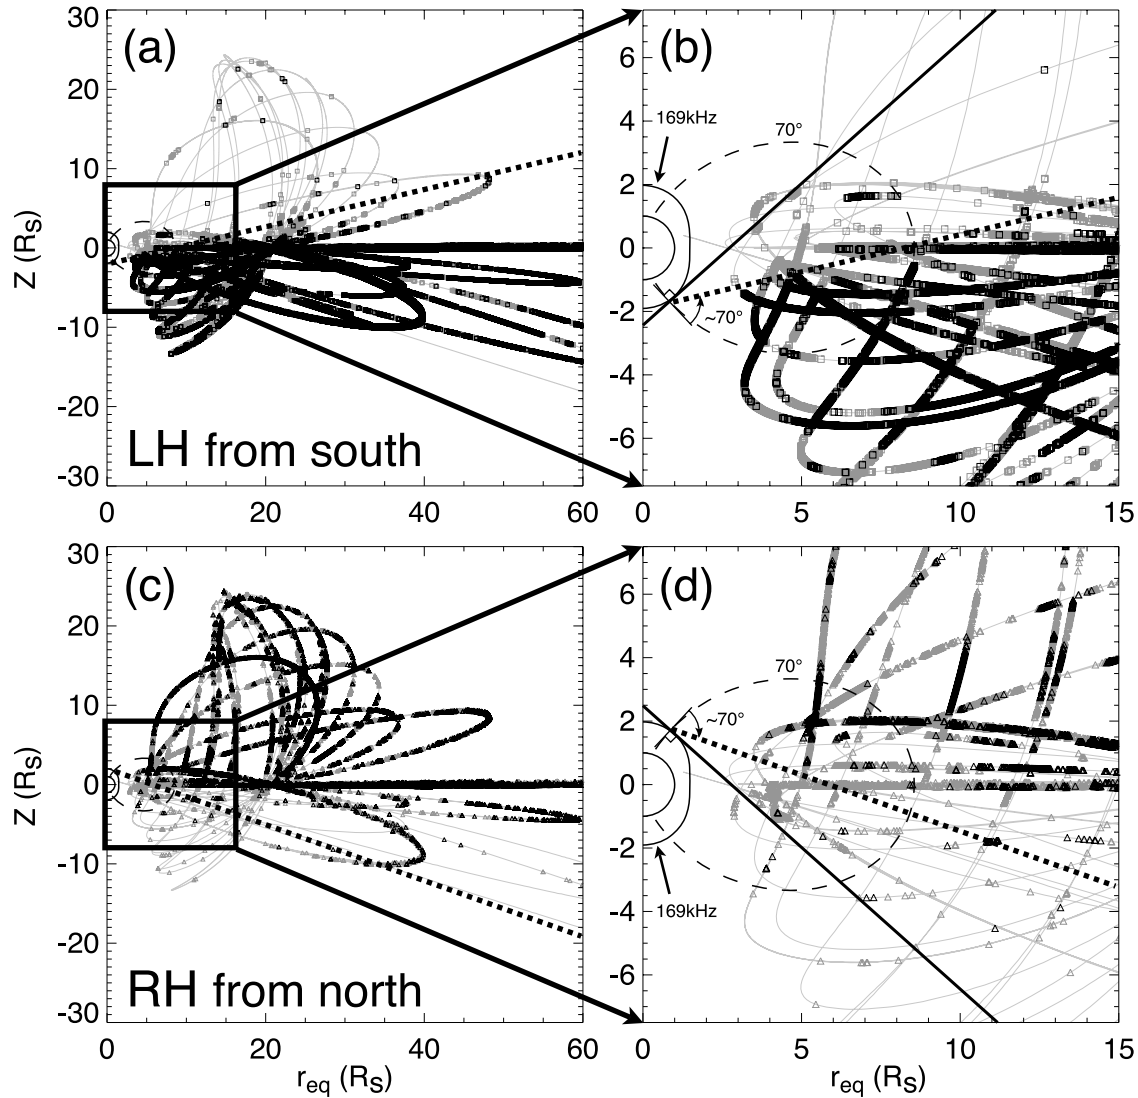 (a)
30
20
10
0
-10
-20
-30
Z (R_S)
LH from south
0 20 40 60
(b)
6
4
2
0
-2
-4
-6
169kHz
70°
~70°
0 5 10 15
(c)
30
20
10
0
-10
-20
-30
Z (R_S)
RH from north
0 20 40 60
r_eq (R_S)
(d)
6
4
2
0
-2
-4
-6
70°
~70°
169kHz
0 5 10 15
r_eq (R_S)